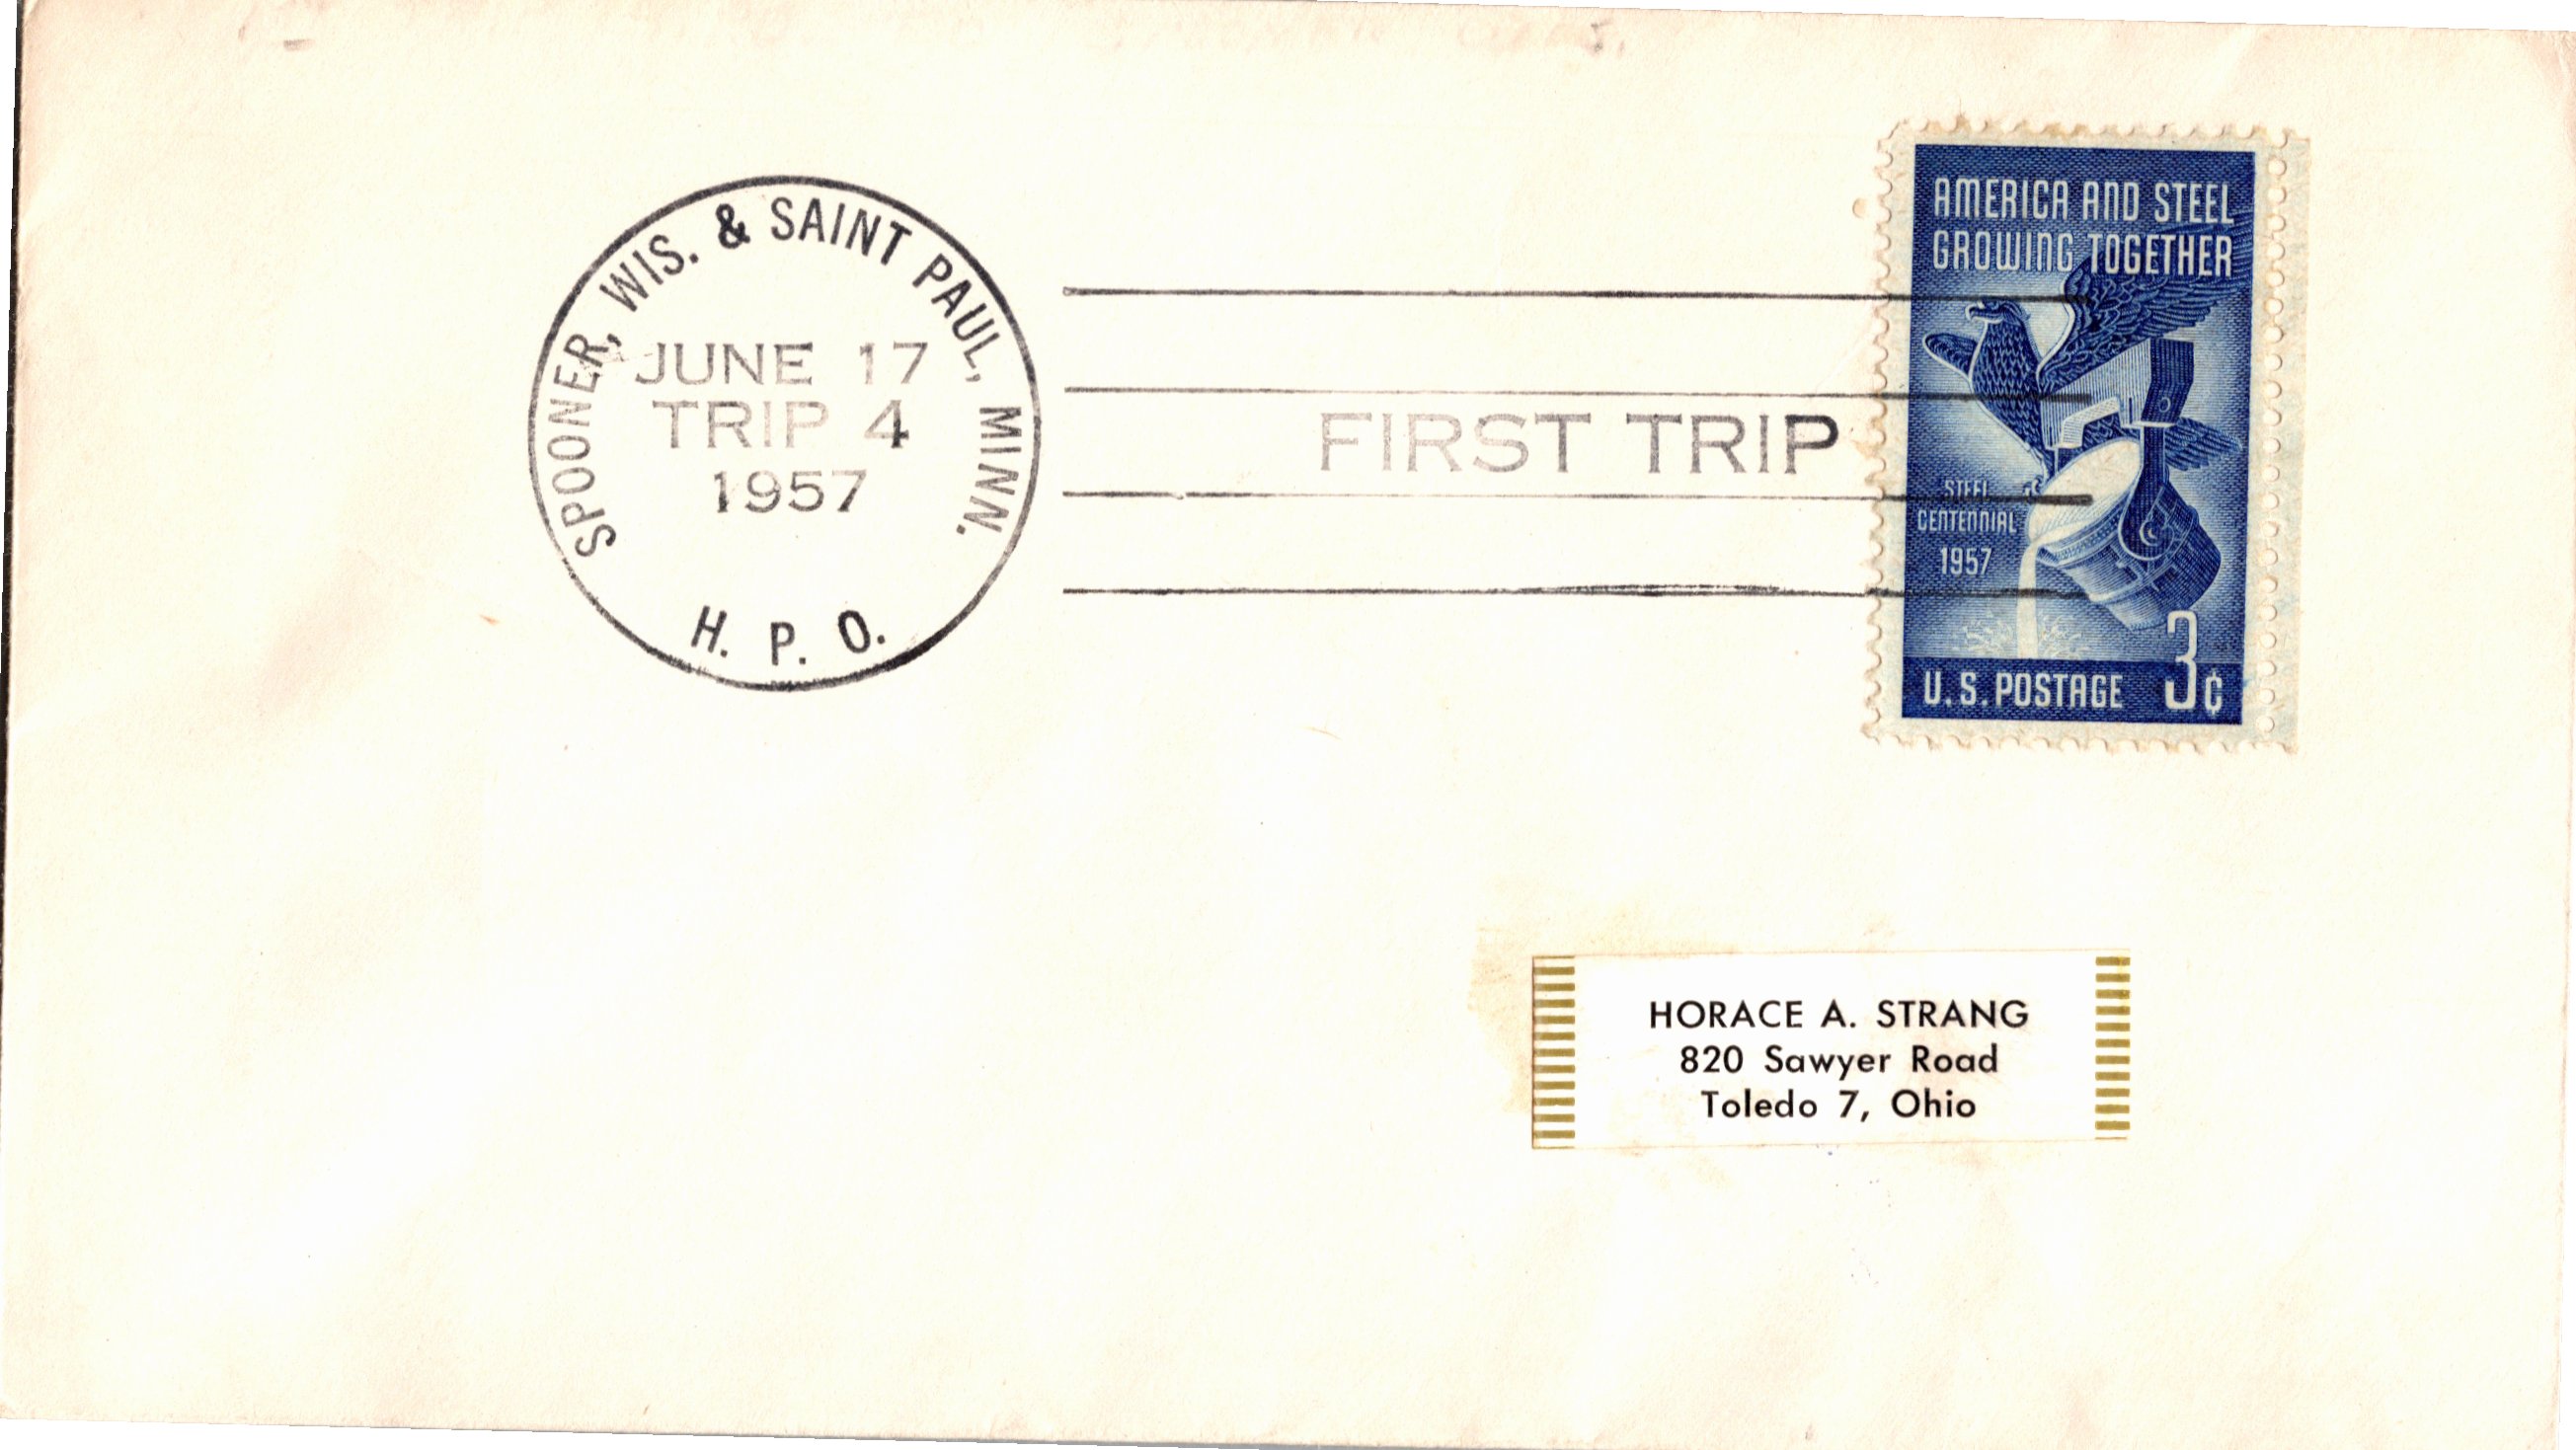 SPOONER, WIS. & SAINT PAUL, MINN.
JUNE 17
TRIP 4
1957
H. P. O.
FIRST TRIP
AMERICA AND STEEL
GROWING TOGETHER
STEEL
CENTENNIAL
1957
U.S. POSTAGE 3¢
HORACE A. STRANG
820 Sawyer Road
Toledo 7, Ohio